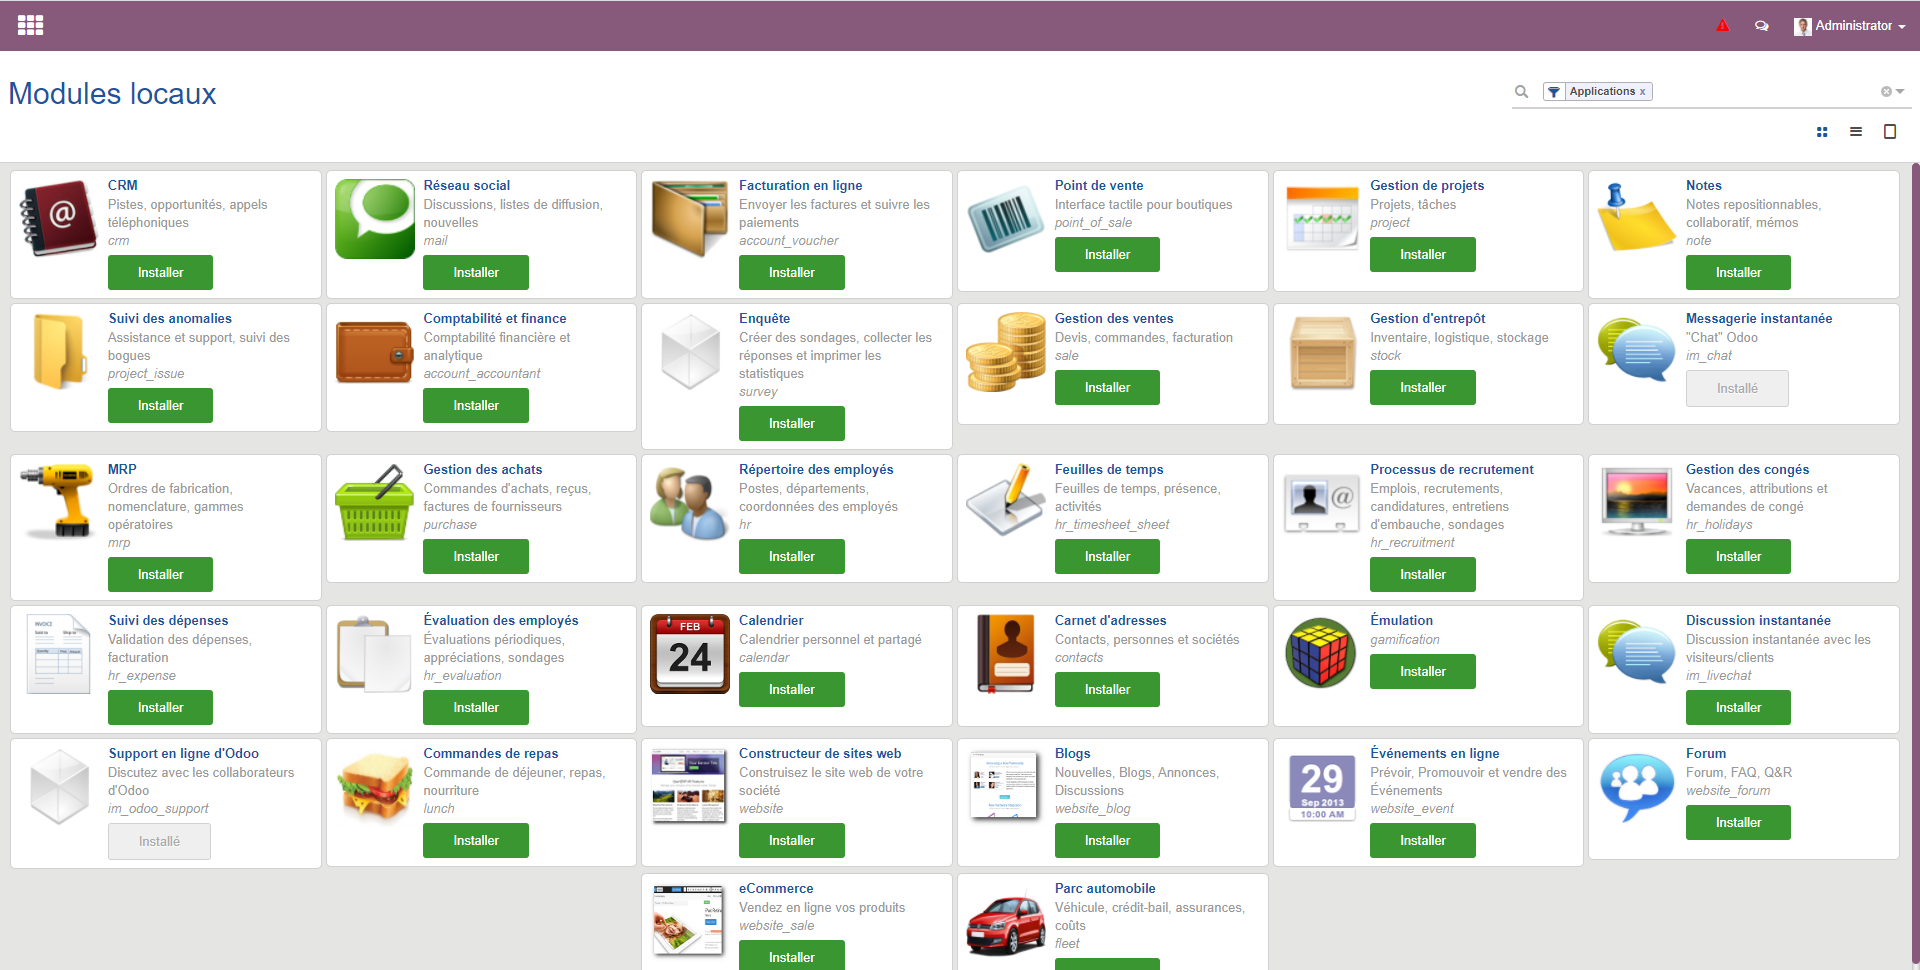 Administrator
Modules locaux
Applications x
CRM
Pistes, opportunités, appels
téléphoniques
crm
Installer
Réseau social
Discussions, listes de diffusion,
nouvelles
mail
Installer
Facturation en ligne
Envoyer les factures et suivre les
paiements
account_voucher
Installer
Point de vente
Interface tactile pour boutiques
point_of_sale
Installer
Gestion de projets
Projets, tâches
project
Installer
Notes
Notes repositionnables,
collaboratif, mémos
note
Installer
Suivi des anomalies
Assistance et support, suivi des
bogues
project_issue
Installer
Comptabilité et finance
Comptabilité financière et
analytique
account_accountant
Installer
Enquête
Créer des sondages, collecter les
réponses et imprimer les
statistiques
survey
Installer
Gestion des ventes
Devis, commandes, facturation
sale
Installer
Gestion d'entrepôt
Inventaire, logistique, stockage
stock
Installer
Messagerie instantanée
"Chat" Odoo
im_chat
Installé
MRP
Ordres de fabrication,
nomenclature, gammes
opératoires
mrp
Installer
Gestion des achats
Commandes d'achats, reçus,
factures de fournisseurs
purchase
Installer
Répertoire des employés
Postes, départements,
coordonnées des employés
hr
Installer
Feuilles de temps
Feuilles de temps, présence,
activités
hr_timesheet_sheet
Installer
@
Processus de recrutement
Emplois, recrutements,
candidatures, entretiens
d'embauche, sondages
hr_recruitment
Installer
Gestion des congés
Vacances, attributions et
demandes de congé
hr_holidays
Installer
INVOICE
Suivi des dépenses
Validation des dépenses,
facturation
hr_expense
Installer
Évaluation des employés
Évaluations périodiques,
appréciations, sondages
hr_evaluation
Installer
FEB
24
Calendrier
Calendrier personnel et partagé
calendar
Installer
Carnet d'adresses
Contacts, personnes et sociétés
contacts
Installer
Émulation
gamification
Installer
Discussion instantanée
Discussion instantanée avec les
visiteurs/clients
im_livechat
Installer
Support en ligne d'Odoo
Discutez avec les collaborateurs
d'Odoo
im_odoo_support
Installé
Commandes de repas
Commande de déjeuner, repas,
nourriture
lunch
Installer
Constructeur de sites web
Construisez le site web de votre
société
website
Installer
Blogs
Nouvelles, Blogs, Annonces,
Discussions
website_blog
Installer
29
Sep 2013
10:00 AM
Événements en ligne
Prévoir, Promouvoir et vendre des
Événements
website_event
Installer
Forum
Forum, FAQ, Q&R
website_forum
Installer
eCommerce
Vendez en ligne vos produits
website_sale
Installer
Parc automobile
Véhicule, crédit-bail, assurances,
coûts
fleet